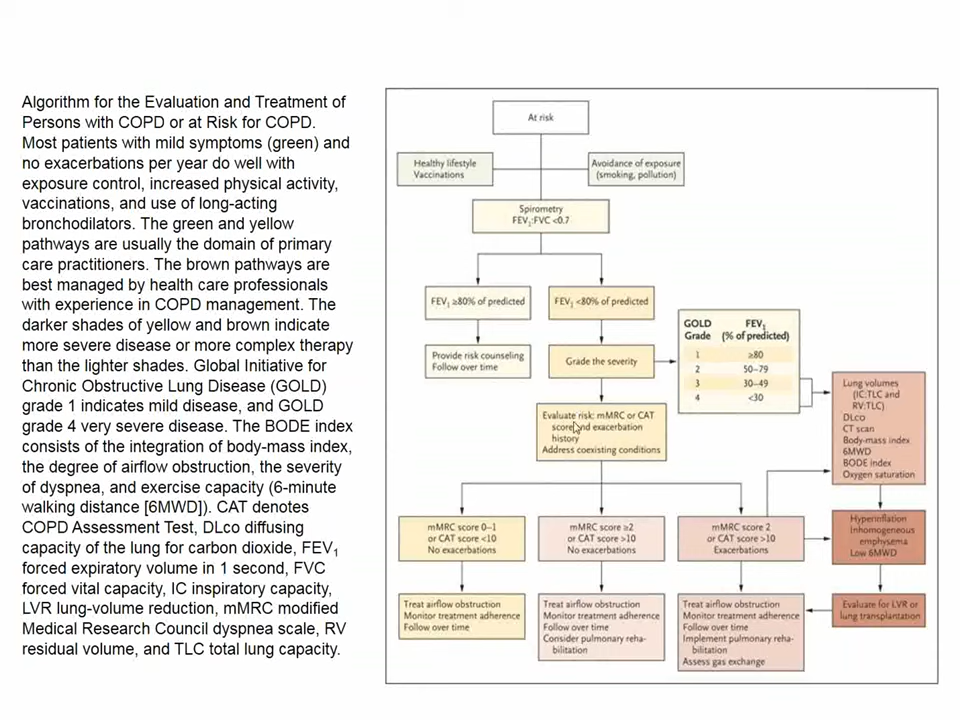 Algorithm for the Evaluation and Treatment of
Persons with COPD or at Risk for COPD.
Most patients with mild symptoms (green) and
no exacerbations per year do well with
exposure control, increased physical activity,
vaccinations, and use of long-acting
bronchodilators. The green and yellow
pathways are usually the domain of primary
care practitioners. The brown pathways are
best managed by health care professionals
with experience in COPD management. The
darker shades of yellow and brown indicate
more severe disease or more complex therapy
than the lighter shades. Global Initiative for
Chronic Obstructive Lung Disease (GOLD)
grade 1 indicates mild disease, and GOLD
grade 4 very severe disease. The BODE index
consists of the integration of body-mass index,
the degree of airflow obstruction, the severity
of dyspnea, and exercise capacity (6-minute
walking distance [6MWD]). CAT denotes
COPD Assessment Test, DLco diffusing
capacity of the lung for carbon dioxide, FEV₁
forced expiratory volume in 1 second, FVC
forced vital capacity, IC inspiratory capacity,
LVR lung-volume reduction, mMRC modified
Medical Research Council dyspnea scale, RV
residual volume, and TLC total lung capacity.
At risk
Healthy lifestyle
Vaccinations
Avoidance of exposure
(smoking, pollution)
Spirometry
FEV₁:FVC <0.7
FEV₁ ≥80% of predicted
FEV₁ <80% of predicted
Provide risk counseling
Follow over time
Grade the severity
GOLD Grade FEV₁ (% of predicted)
1 ≥80
2 50–79
3 30–49
4 <30
Lung volumes
(IC:TLC and
RV:TLC)
DLco
CT scan
Body-mass index
6MWD
BODE index
Oxygen saturation
Evaluate risk: mMRC or CAT
score and exacerbation
history
Address coexisting conditions
mMRC score 0–1
or CAT score <10
No exacerbations
mMRC score ≥2
or CAT score >10
No exacerbations
mMRC score 2
or CAT score >10
Exacerbations
Hyperinflation
Inhomogeneous
emphysema
Low 6MWD
Treat airflow obstruction
Monitor treatment adherence
Follow over time
Treat airflow obstruction
Monitor treatment adherence
Follow over time
Consider pulmonary reha-
bilitation
Treat airflow obstruction
Monitor treatment adherence
Follow over time
Implement pulmonary reha-
bilitation
Assess gas exchange
Evaluate for LVR or
lung transplantation